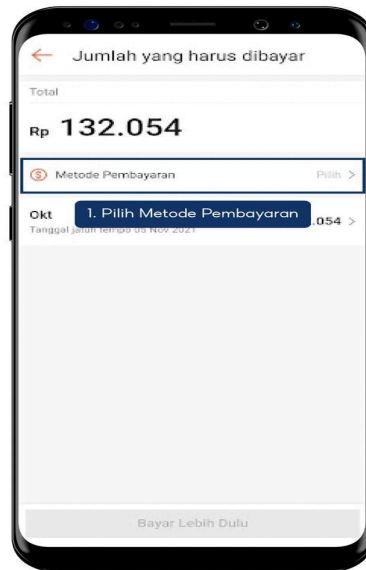 Jumlah yang harus dibayar
Total
Rp 132.054
Metode Pembayaran Pilih >
Okt 1. Pilih Metode Pembayaran .054 >
Tanggal jatuh tempo 05 Nov 2021
Bayar Lebih Dulu